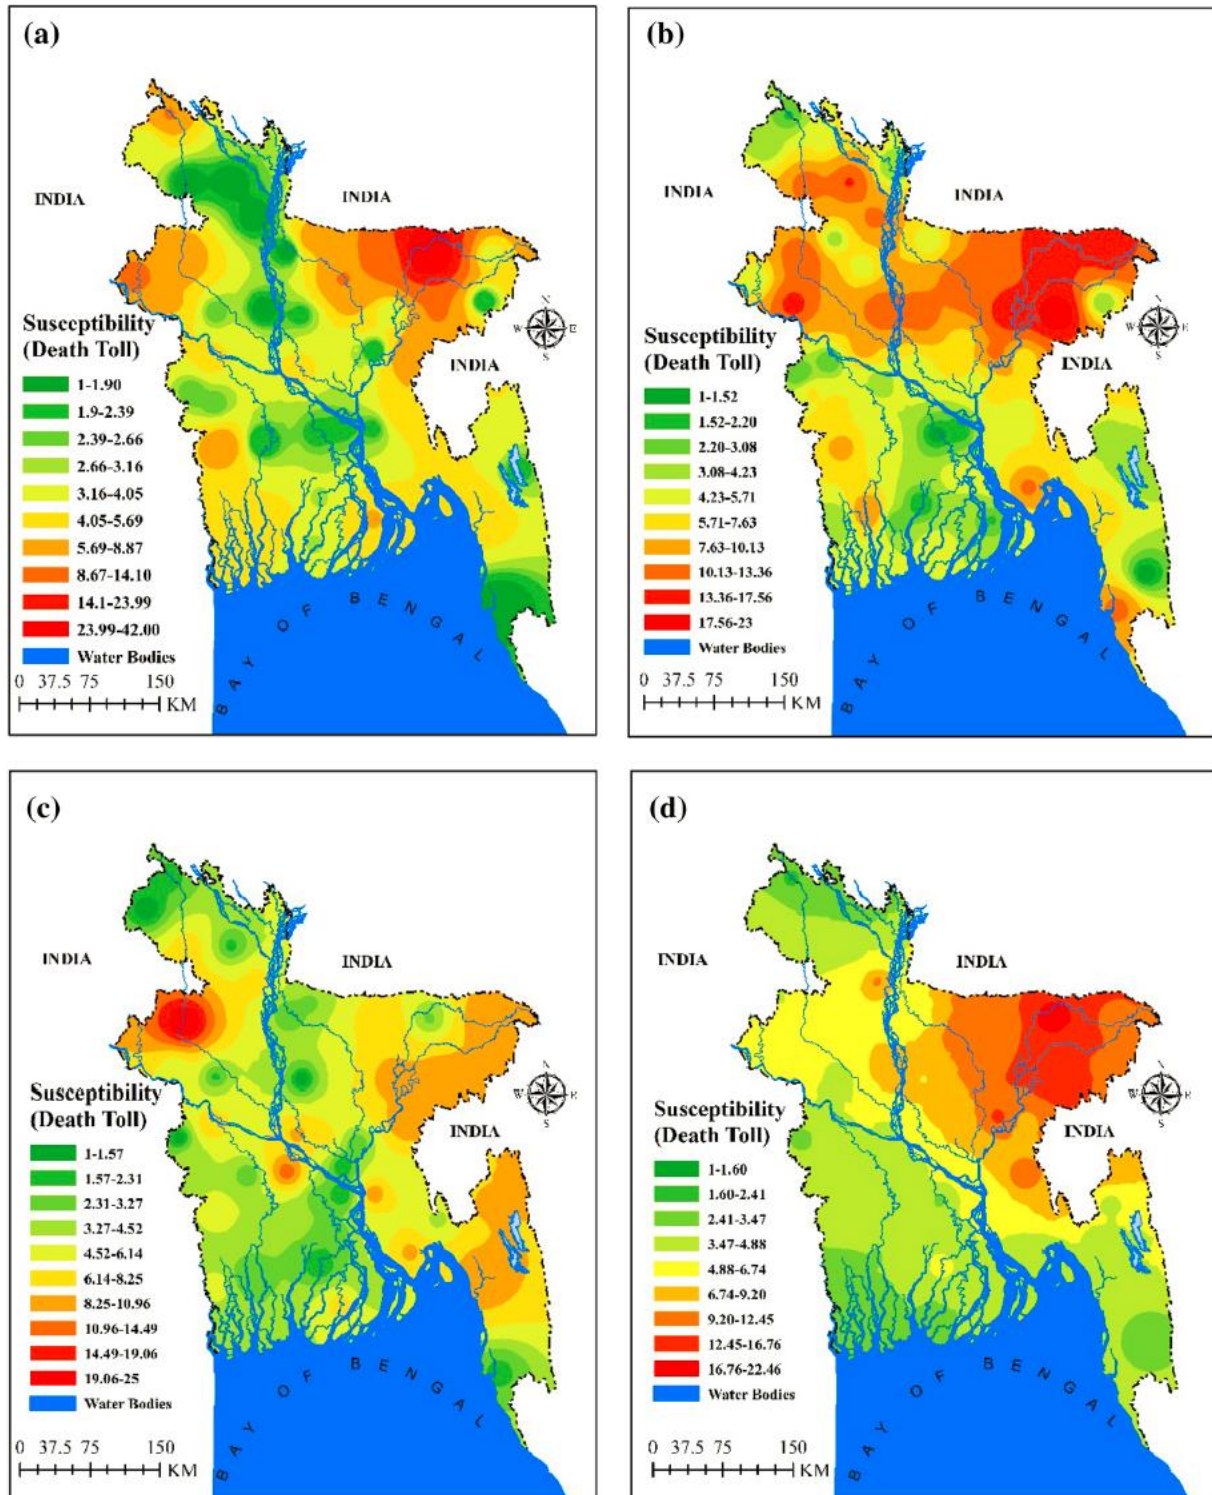 (a)
INDIA
INDIA
Susceptibility
(Death Toll)
N
W E
S
INDIA
1-1.90
1.9-2.39
2.39-2.66
2.66-3.16
3.16-4.05
4.05-5.69
5.69-8.87
8.67-14.10
14.1-23.99
23.99-42.00
Water Bodies
0 37.5 75 150
KM
BAY OF BENGAL
(b)
INDIA
INDIA
Susceptibility
(Death Toll)
N
W E
S
INDIA
1-1.52
1.52-2.20
2.20-3.08
3.08-4.23
4.23-5.71
5.71-7.63
7.63-10.13
10.13-13.36
13.36-17.56
17.56-23
Water Bodies
0 37.5 75 150
KM
BAY OF BENGAL
(c)
INDIA
INDIA
Susceptibility
(Death Toll)
N
W E
S
INDIA
1-1.57
1.57-2.31
2.31-3.27
3.27-4.52
4.52-6.14
6.14-8.25
8.25-10.96
10.96-14.49
14.49-19.06
19.06-25
Water Bodies
0 37.5 75 150
KM
BAY OF BENGAL
(d)
INDIA
INDIA
Susceptibility
(Death Toll)
N
W E
S
INDIA
1-1.60
1.60-2.41
2.41-3.47
3.47-4.88
4.88-6.74
6.74-9.20
9.20-12.45
12.45-16.76
16.76-22.46
Water Bodies
0 37.5 75 150
KM
BAY OF BENGAL